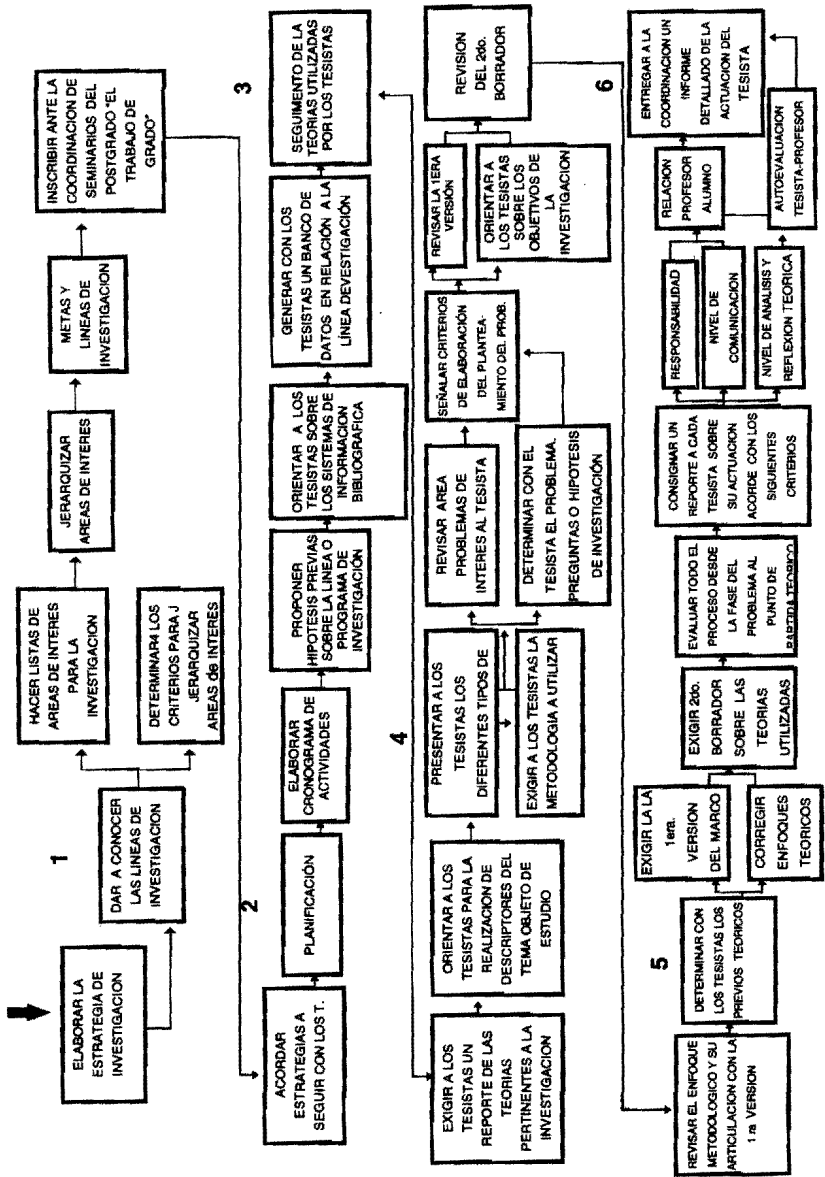 1
ELABORAR LA
ESTRATEGIA DE
INVESTIGACION
DAR A CONOCER
LAS LINEAS DE
INVESTIGACION
HACER LISTAS DE
AREAS DE INTERES
PARA LA
INVESTIGACION
DETERMINAR4 LOS
CRITERIOS PARA J
JERARQUIZAR
AREAS de INTERES
JERARQUIZAR
AREAS DE INTERES
METAS Y
LINEAS DE
INVESTIGACION
INSCRIBIR ANTE LA
COORDINACION DE
SEMINARIOS DEL
POSTGRADO "EL
TRABAJO DE
GRADO"
2
ACORDAR
ESTRATEGIAS A
SEGUIR CON LOS T.
PLANIFICACIÓN
ELABORAR
CRONOGRAMA DE
ACTIVIDADES
PROPONER
HIPOTESIS PREVIAS
SOBRE LA LINEA O
PROGRAMA DE
INVESTIGACIÓN
ORIENTAR A LOS
TESISTAS SOBRE
LOS SISTEMAS DE
INFORMACION
BIBLIOGRAFICA
GENERAR CON LOS
TESISTAS UN BANCO DE
DATOS EN RELACIÓN A LA
LÍNEA DEVESTIGACIÓN
3
SEGUIMENTO DE LA
TEORIAS UTILIZADAS
POR LOS TESISTAS
4
EXIGIR A LOS
TESISTAS UN
REPORTE DE LAS
TEORIAS
PERTINENTES A LA
INVESTIGACION
ORIENTAR A LOS
TESISTAS PARA LA
REALIZACION DE
DESCRIPTORES DEL
TEMA OBJETO DE
ESTUDIO
PRESENTAR A LOS
TESISTAS LOS
DIFERENTES TIPOS DE
EXIGIR A LOS TESISTAS LA
METODOLOGIA A UTILIZAR
REVISAR AREA
PROBLEMAS DE
INTERES AL TESISTA
DETERMINAR CON EL
TESISTA EL PROBLEMA.
PREGUNTAS O HIPOTESIS
DE INVESTIGACIÓN
SEÑALAR CRITERIOS
DE ELABORACIÓN
DEL PLANTEA-
MIENTO DEL PROB.
REVISAR LA 1ERA
VERSIÓN
ORIENTAR A
LOS TESISTAS
SOBRE LOS
OBJETIVOS DE
LA
INVESTIGACION
REVISION
DEL 2do.
BORRADOR
5
REVISAR EL ENFOQUE
METODOLOGICO Y SU
ARTICULACION CON LA
1 ra VERSION
DETERMINAR CON
LOS TESISTAS LOS
PREVIOS TEORICOS
EXIGIR LA LA
1era.
VERSION
DEL MARCO
CORREGIR
ENFOQUES
TEORICOS
EXIGIR 2do.
BORRADOR
SOBRE LAS
TEORIAS
UTILIZADAS
EVALUAR TODO EL
PROCESO DESDE
LA FASE DEL
PROBLEMA AL
PUNTO DE
PARTIDA TEORICO
CONSIGNAR UN
REPORTE A CADA
TESISTA SOBRE
SU ACTUACION
ACORDE CON LOS
SIGUIENTES
CRITERIOS
RESPONSABILIDAD
NIVEL DE
COMUNICACION
NIVEL DE ANALISIS Y
REFLEXION TEORICA
RELACION
PROFESOR
ALUMNO
AUTOEVALUACION
TESISTA-PROFESOR
6
ENTREGAR A LA
COORDINACION UN
INFORME
DETALLADO DE LA
ACTUACION DEL
TESISTA